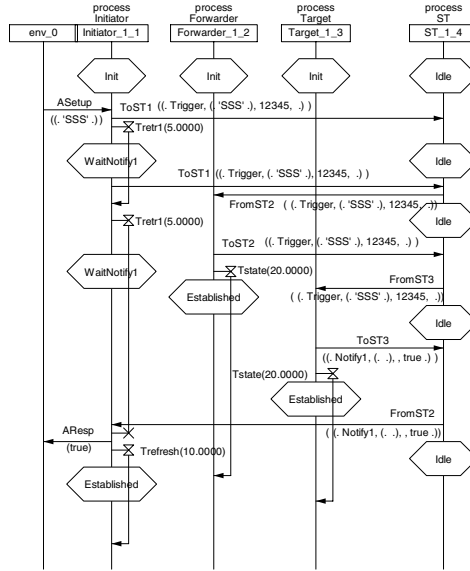 process process process process
Initiator Forwarder Target ST
env_0 Initiator_1_1 Forwarder_1_2 Target_1_3 ST_1_4
Init Init Init Idle
ASetup ToST1 ((. Trigger, (. 'SSS' .), 12345, .) )
((. 'SSS' .)
Tretr1(5.0000)
WaitNotify1 Idle
ToST1 ((. Trigger, (. 'SSS' .), 12345, .) )
FromST2 ( (. Trigger, (. 'SSS' .), 12345, .)
Tretr1(5.0000) Idle
ToST2 ((. Trigger, (. 'SSS' .), 12345, .) )
WaitNotify1 Tstate(20.0000) Idle
FromST3
Established ( (. Trigger, (. 'SSS' .), 12345, .))
Idle
ToST3
((. Notify1, (. .), , true .) )
Tstate(20.0000)
Established
FromST2
AResp ((. Notify1, (. .), , true .)
(true) Trefresh(10.0000)
Established Idle